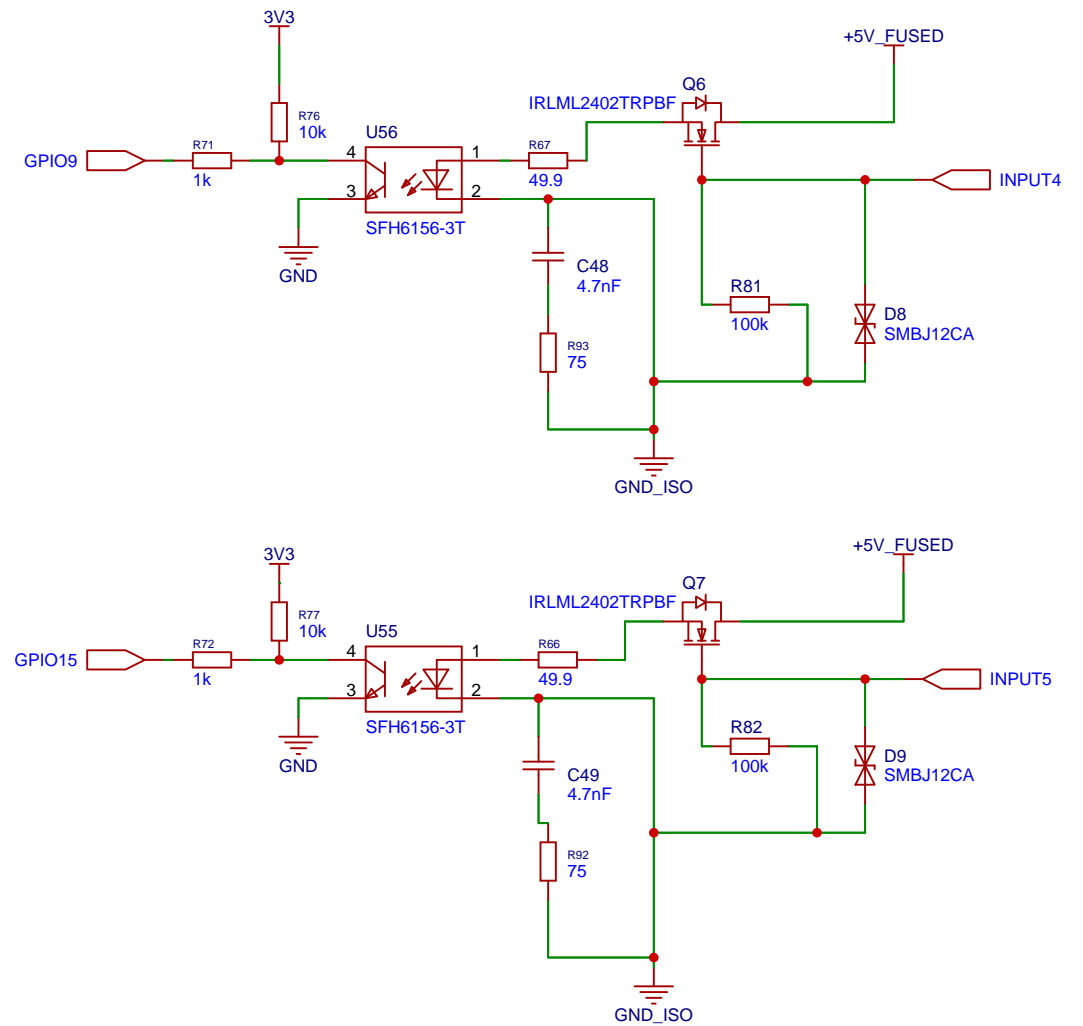 3V3
+5V_FUSED
Q6
IRLML2402TRPBF
R76
10k
U56
R71
R67
GPIO9
4
1
INPUT4
1k
3
2
49.9
SFH6156-3T
GND
C48
4.7nF
R81
100k
D8
SMBJ12CA
R93
75
GND_ISO
3V3
+5V_FUSED
Q7
IRLML2402TRPBF
R77
10k
U55
R72
R66
GPIO15
4
1
INPUT5
1k
3
2
49.9
SFH6156-3T
GND
R82
100k
C49
4.7nF
D9
SMBJ12CA
R92
75
GND_ISO